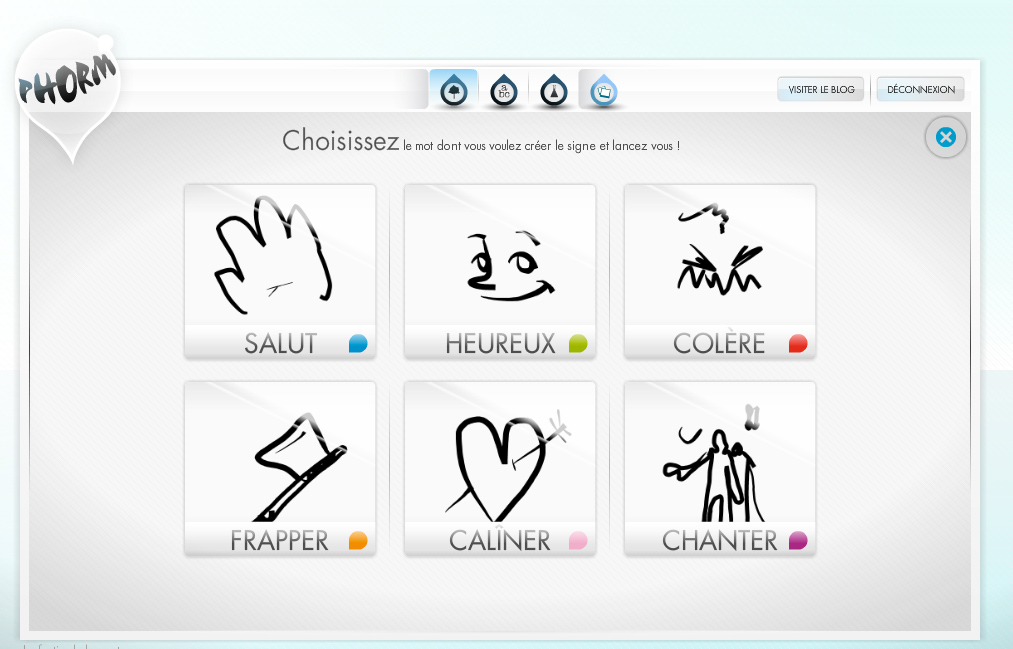 PHORM
a
bc
VISITER LE BLOG
DÉCONNEXION
Choisissez le mot dont vous voulez créer le signe et lancez vous !
SALUT
HEUREUX
COLÈRE
FRAPPER
CALÎNER
CHANTER